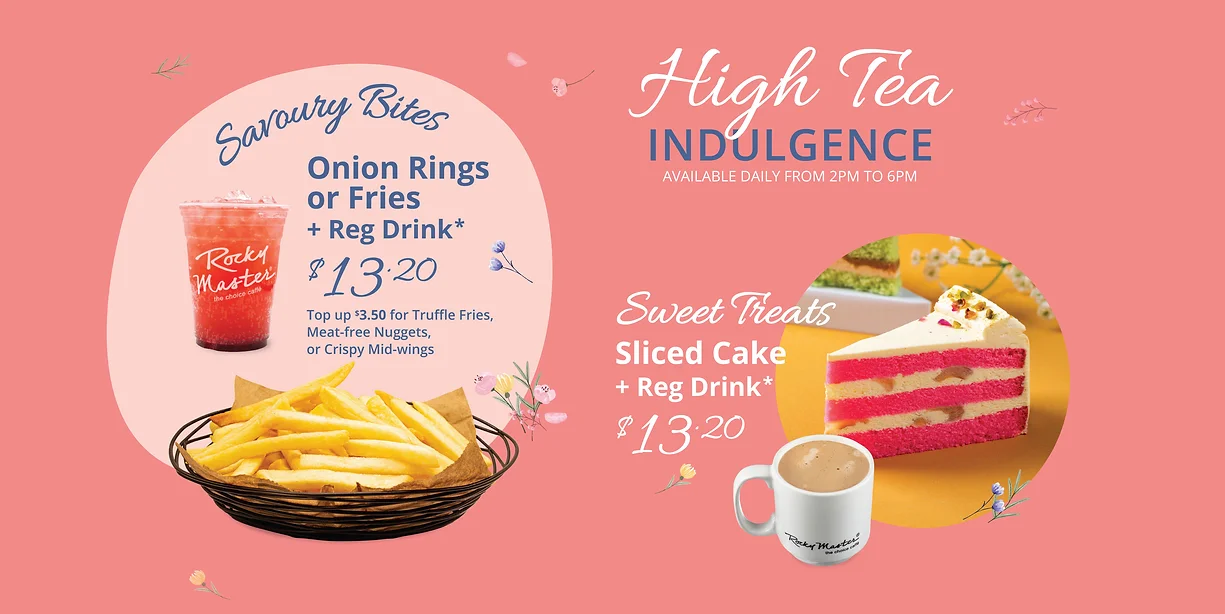 High Tea
INDULGENCE
AVAILABLE DAILY FROM 2PM TO 6PM
Savoury Bites
Onion Rings
or Fries
+ Reg Drink*
$13.20
Top up $3.50 for Truffle Fries,
Meat-free Nuggets,
or Crispy Mid-wings
Rocky
Master®
the choice caffé
Sweet Treats
Sliced Cake
+ Reg Drink*
$13.20
Rocky Master®
the choice caffé